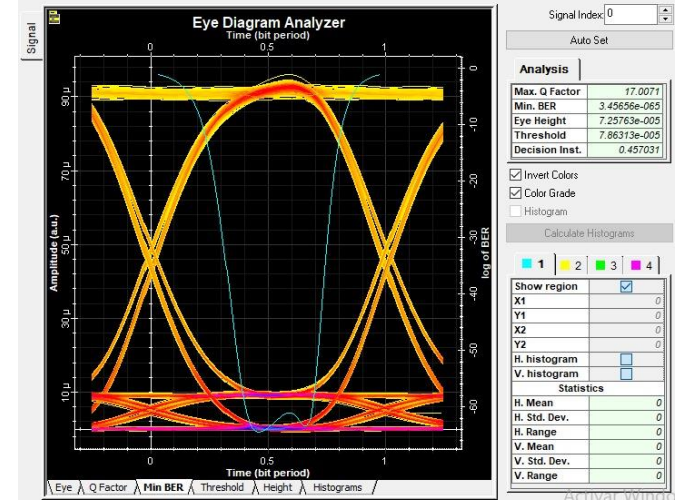 Signal
Eye Diagram Analyzer
Time (bit period)
0 0.5 1
Amplitude (a.u.)
90 µ
70 µ
50 µ
30 µ
10 µ
log of BER
0
-10
-20
-30
-40
-50
-60
0 0.5 1
Time (bit period)
Eye Q Factor Min BER Threshold Height Histograms
Signal Index: 0
Auto Set
Analysis
Max. Q Factor 17.0071
Min. BER 3.45656e-065
Eye Height 7.25763e-005
Threshold 7.86313e-005
Decision Inst. 0.457031
Invert Colors
Color Grade
Histogram
Calculate Histograms
1 2 3 4
Show region
X1 0
Y1 0
X2 0
Y2 0
H. histogram
V. histogram
Statistics
H. Mean 0
H. Std. Dev. 0
H. Range 0
V. Mean 0
V. Std. Dev. 0
V. Range 0
Activar Windo